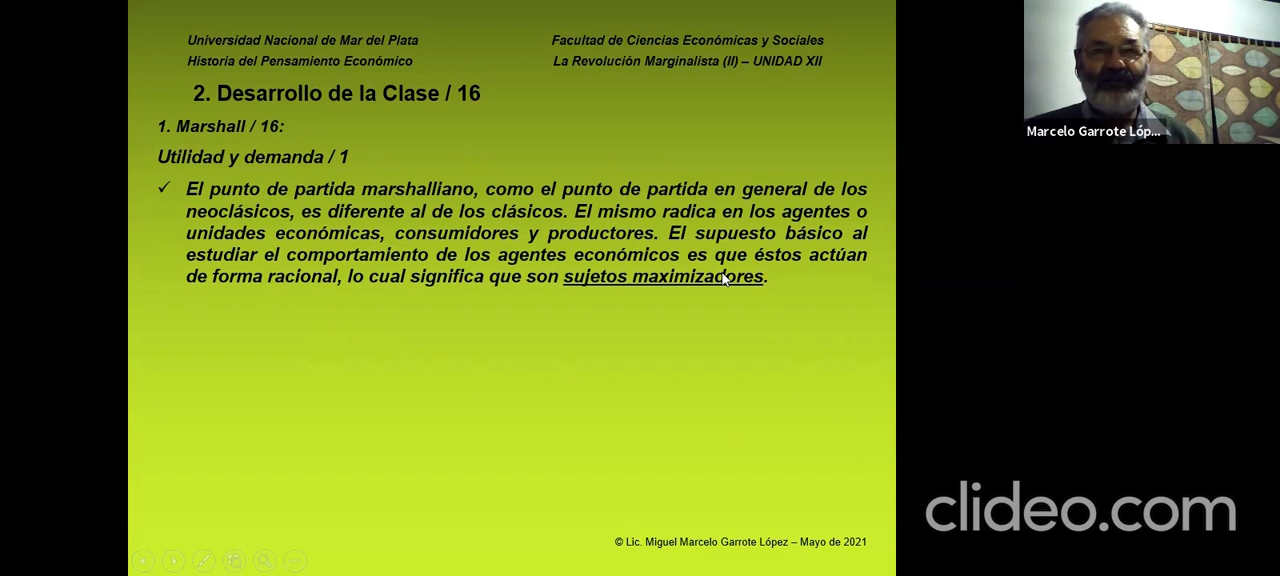 Universidad Nacional de Mar del Plata
Facultad de Ciencias Económicas y Sociales
Historia del Pensamiento Económico
La Revolución Marginalista (II) – UNIDAD XII
2. Desarrollo de la Clase / 16
1. Marshall / 16:
Utilidad y demanda / 1
✓ El punto de partida marshalliano, como el punto de partida en general de los
neoclásicos, es diferente al de los clásicos. El mismo radica en los agentes o
unidades económicas, consumidores y productores. El supuesto básico al
estudiar el comportamiento de los agentes económicos es que éstos actúan
de forma racional, lo cual significa que son sujetos maximizadores.
© Lic. Miguel Marcelo Garrote López – Mayo de 2021
Marcelo Garrote Lóp...
clideo.com